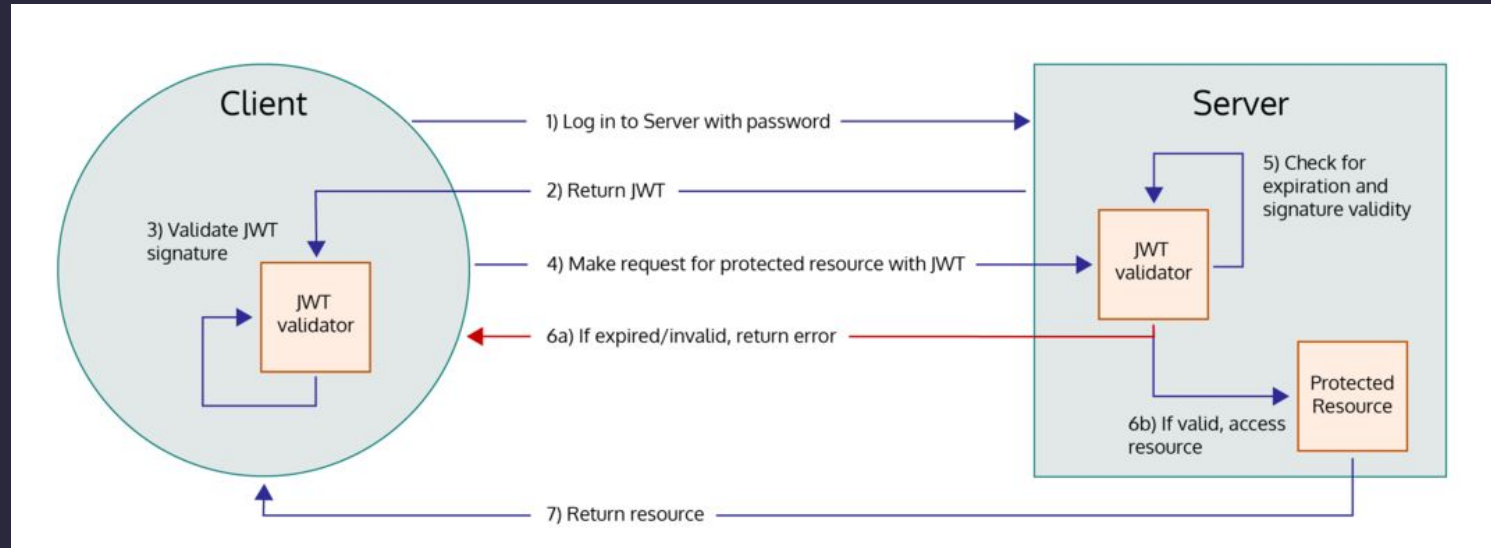 Client
Server
1) Log in to Server with password
2) Return JWT
3) Validate JWT
signature
JWT
validator
4) Make request for protected resource with JWT
5) Check for
expiration and
signature validity
JWT
validator
6a) If expired/invalid, return error
6b) If valid, access
resource
Protected
Resource
7) Return resource